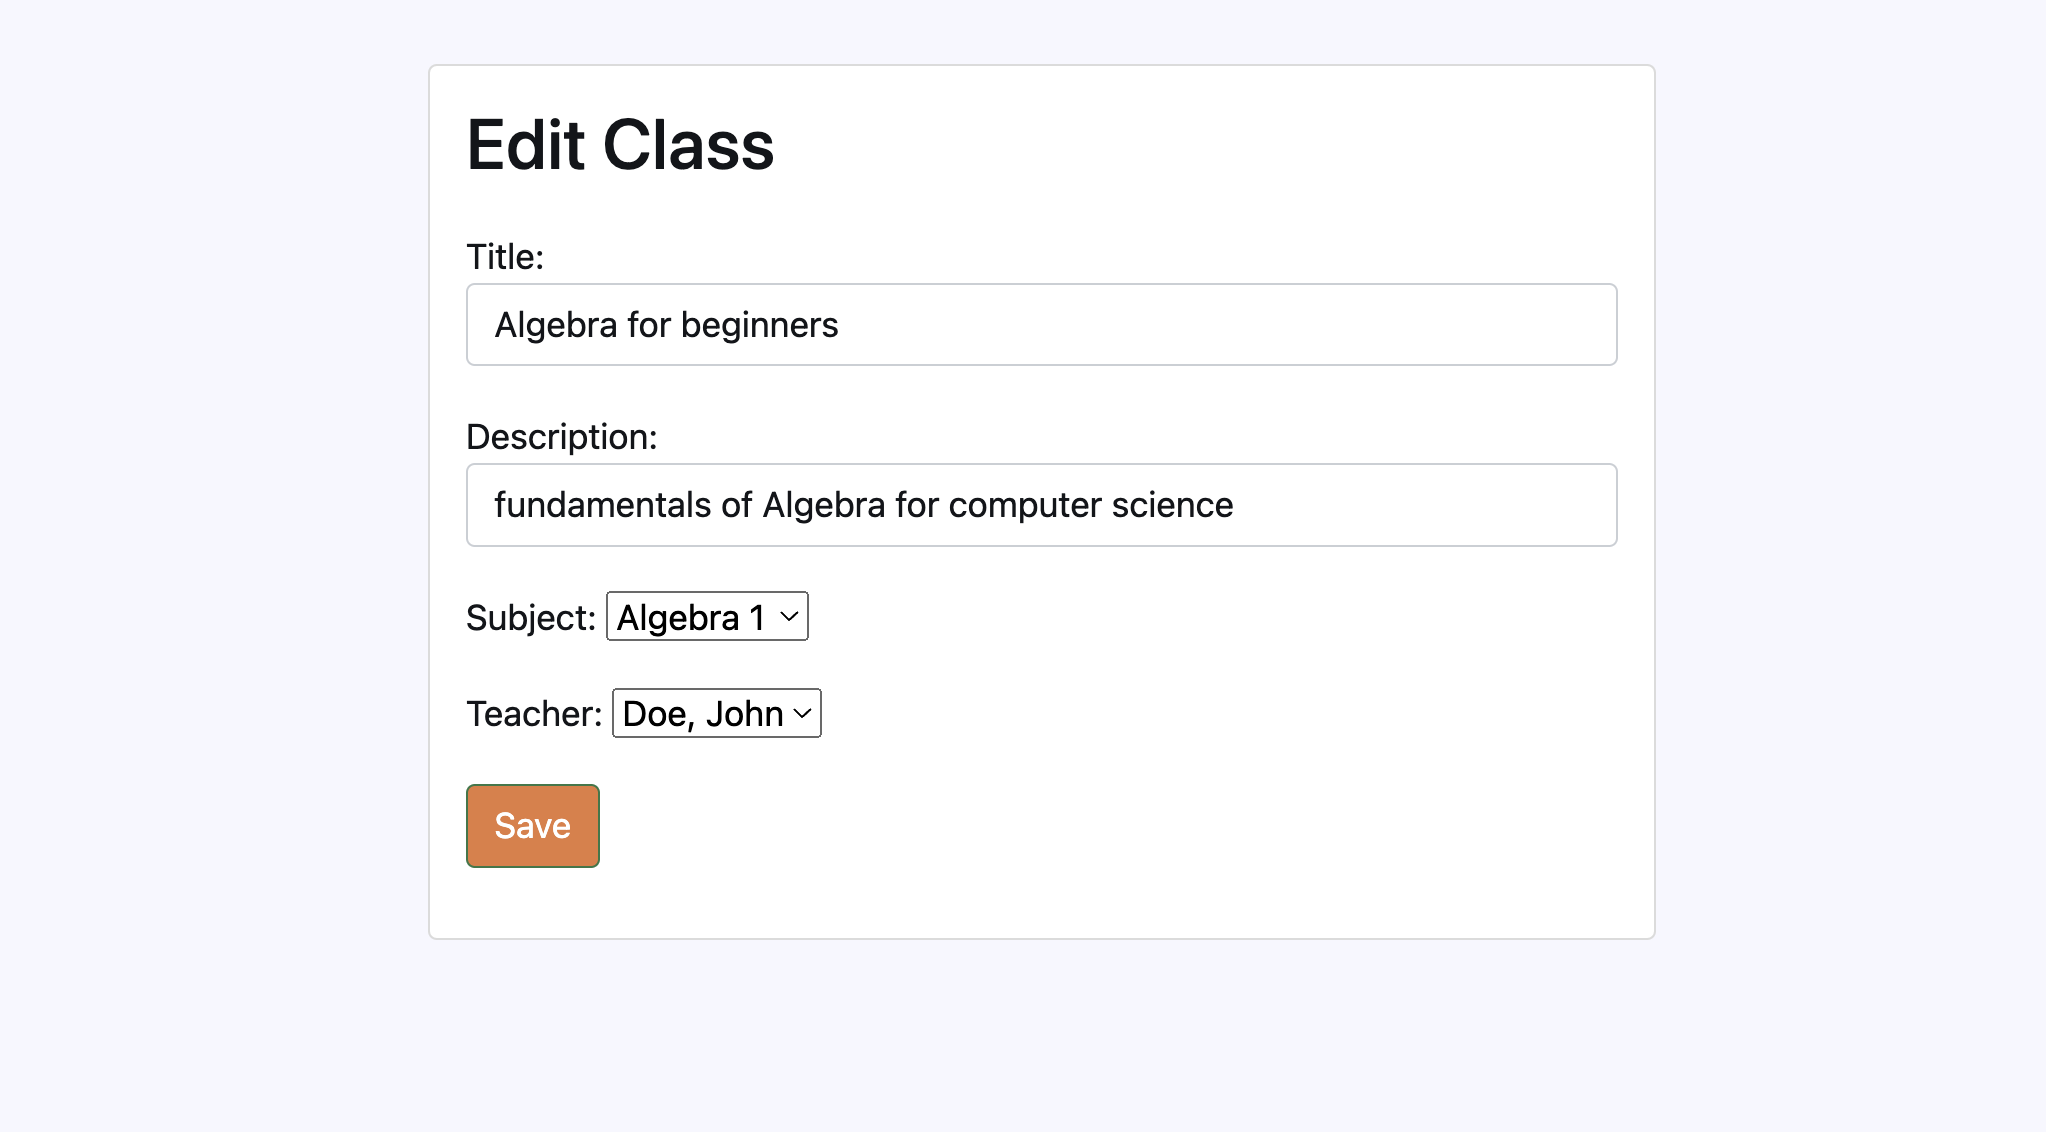 Edit Class
Title:
Algebra for beginners
Description:
fundamentals of Algebra for computer science
Subject: Algebra 1
Teacher: Doe, John
Save